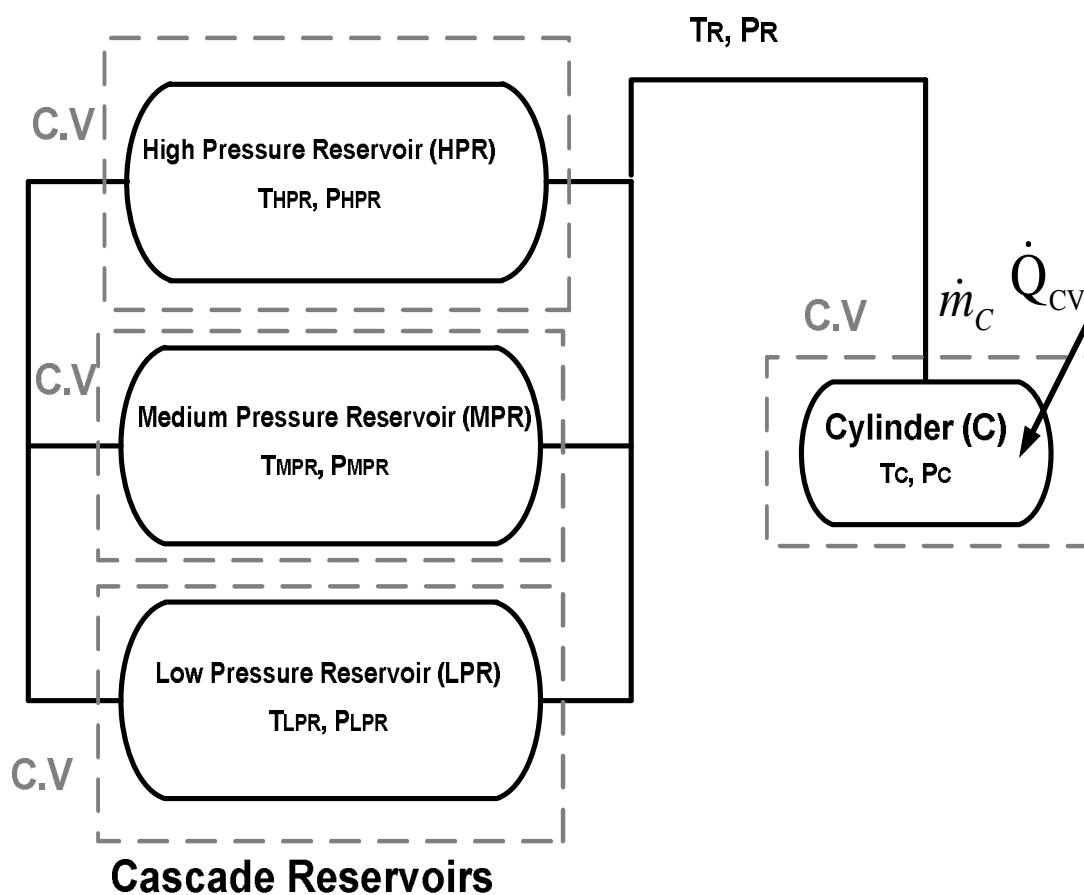 TR, PR
C.V
High Pressure Reservoir (HPR)
THPR, PHPR
C.V
Medium Pressure Reservoir (MPR)
TMPR, PMPR
C.V
Low Pressure Reservoir (LPR)
TLPR, PLPR
Cascade Reservoirs
C.V
ṁC
Q̇CV
Cylinder (C)
TC, PC